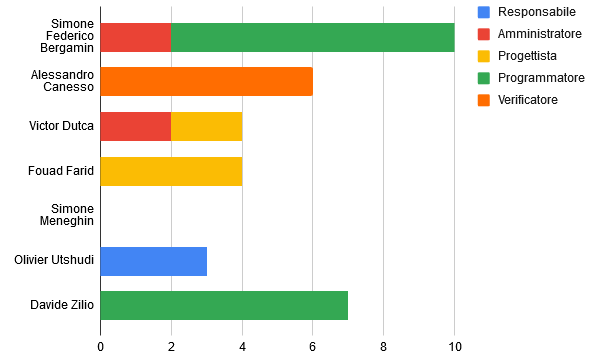 Simone
Federico
Bergamin
Alessandro
Canesso
Victor Dutca
Fouad Farid
Simone
Meneghin
Olivier Utshudi
Davide Zilio
0 2 4 6 8 10
Responsabile
Amministratore
Progettista
Programmatore
Verificatore